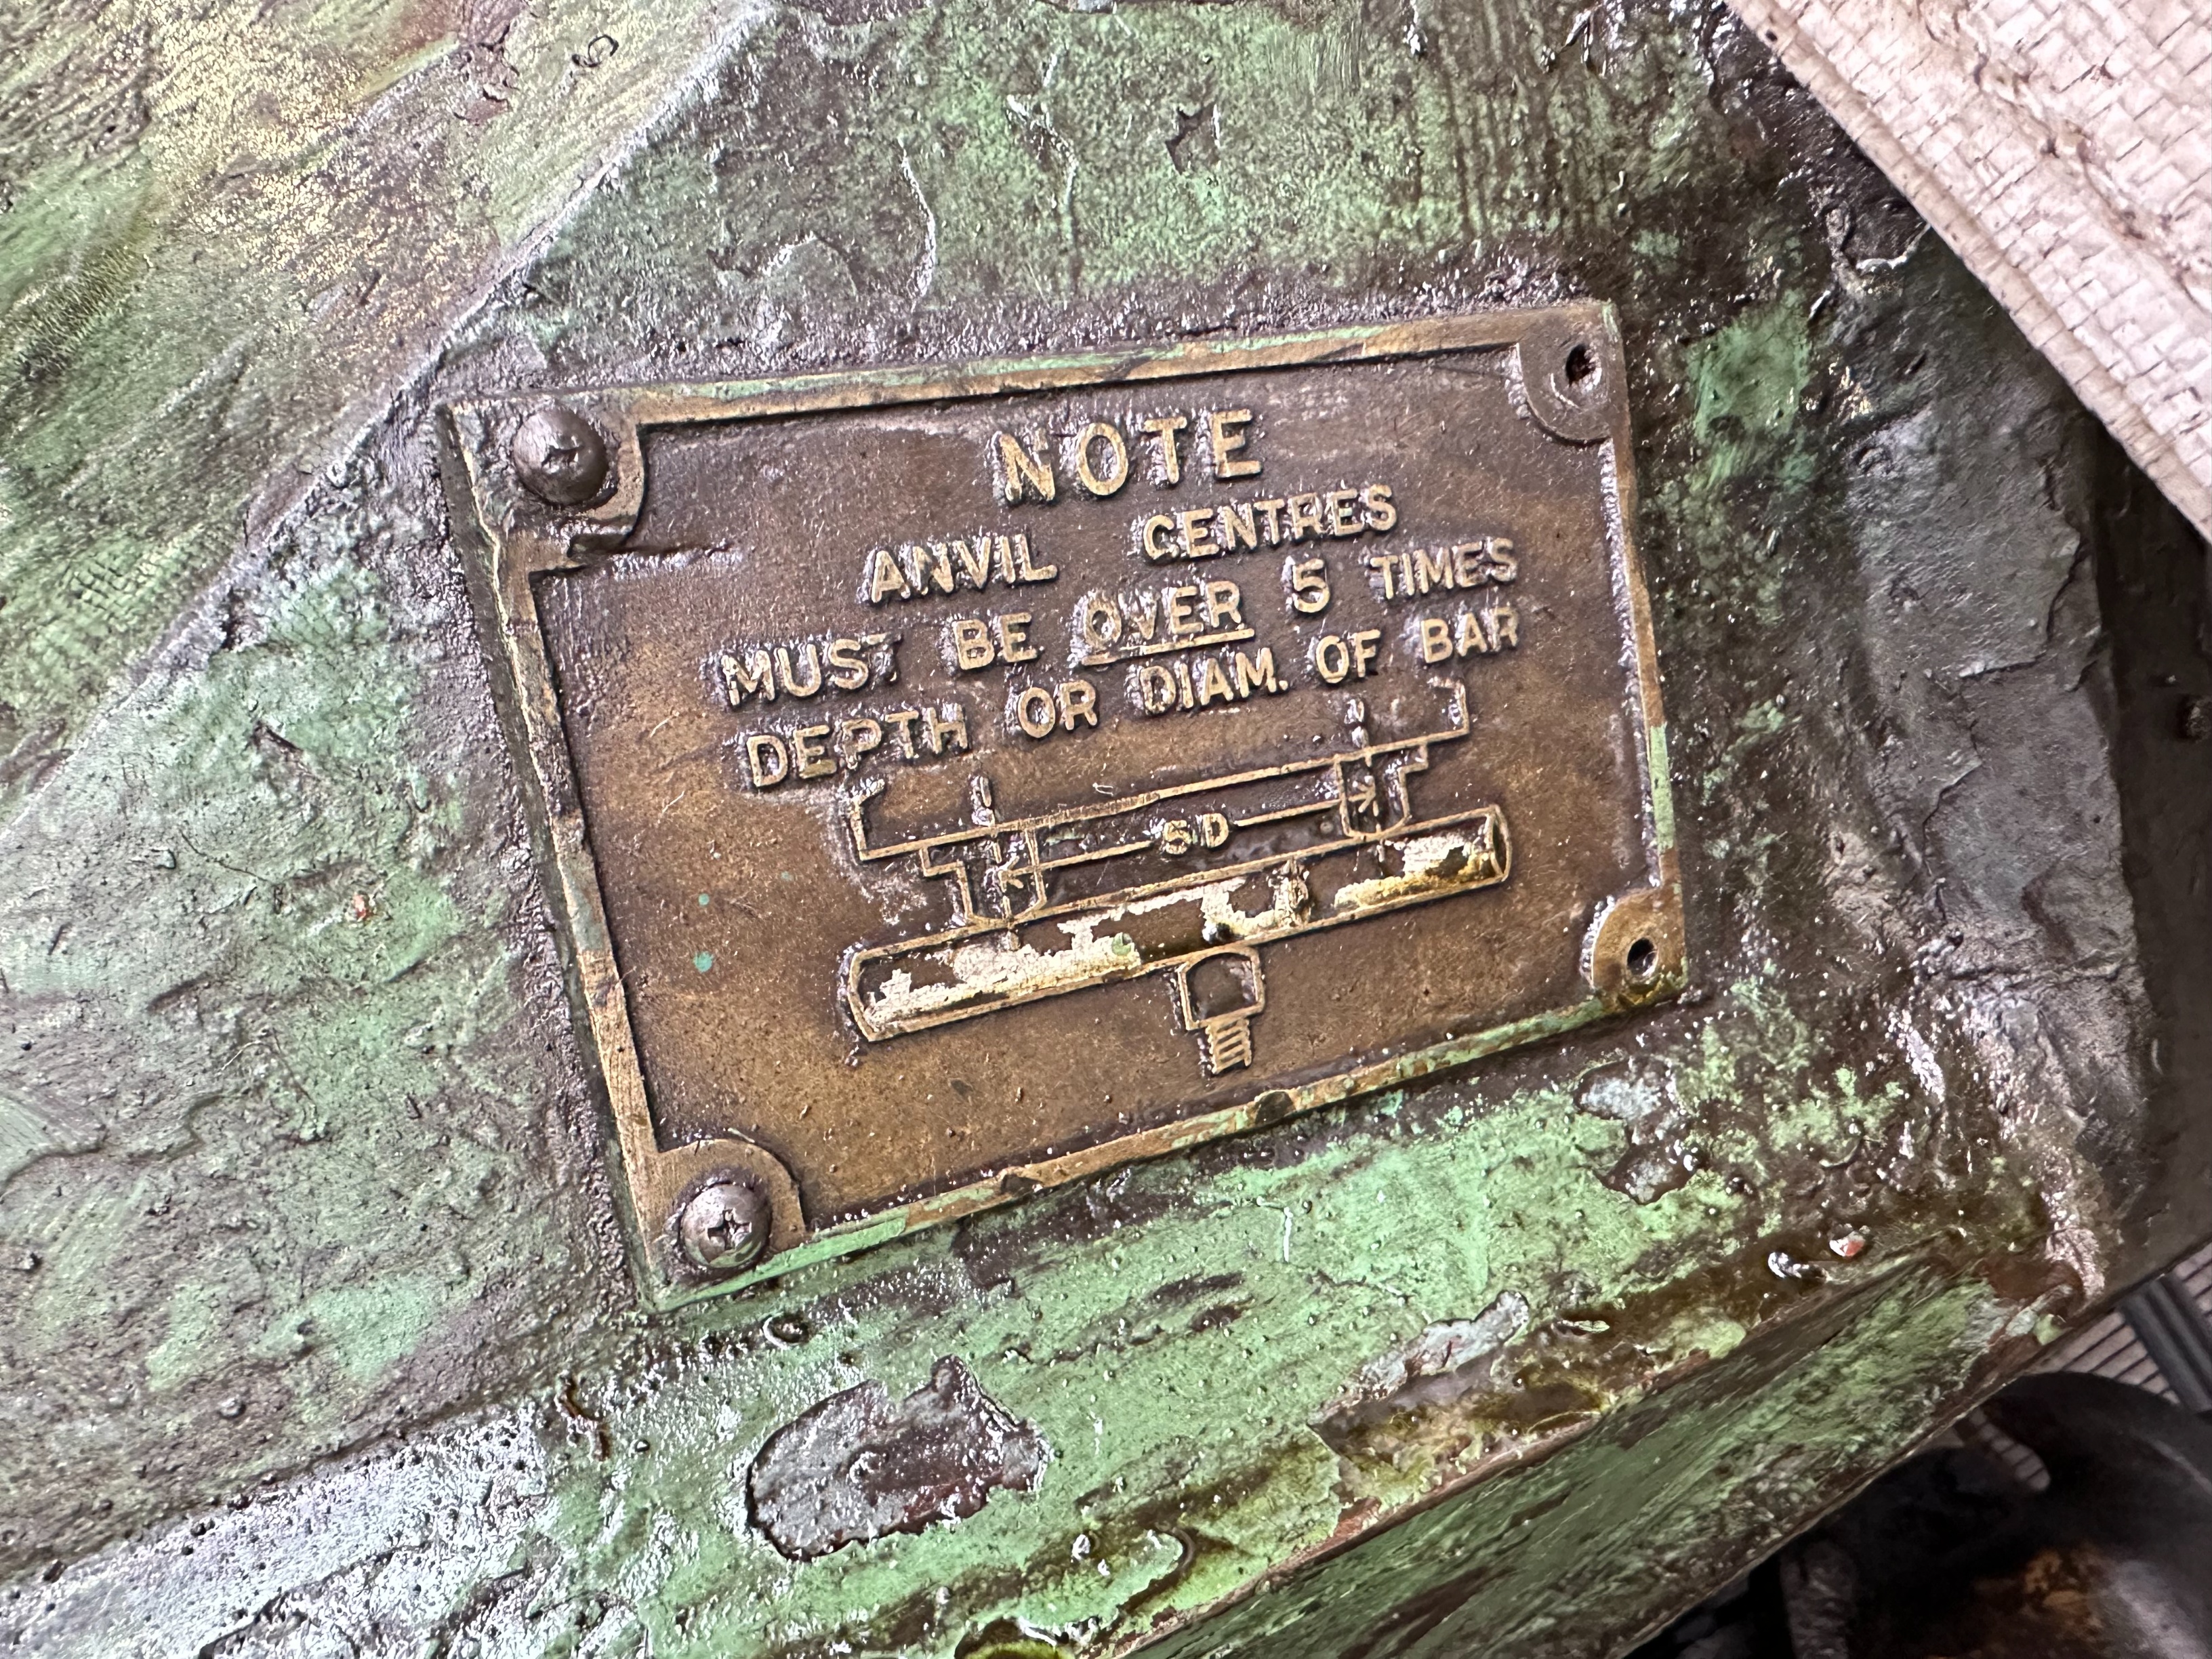 NOTE
ANVIL CENTRES
MUST BE OVER 5 TIMES
DEPTH OR DIAM. OF BAR
5D